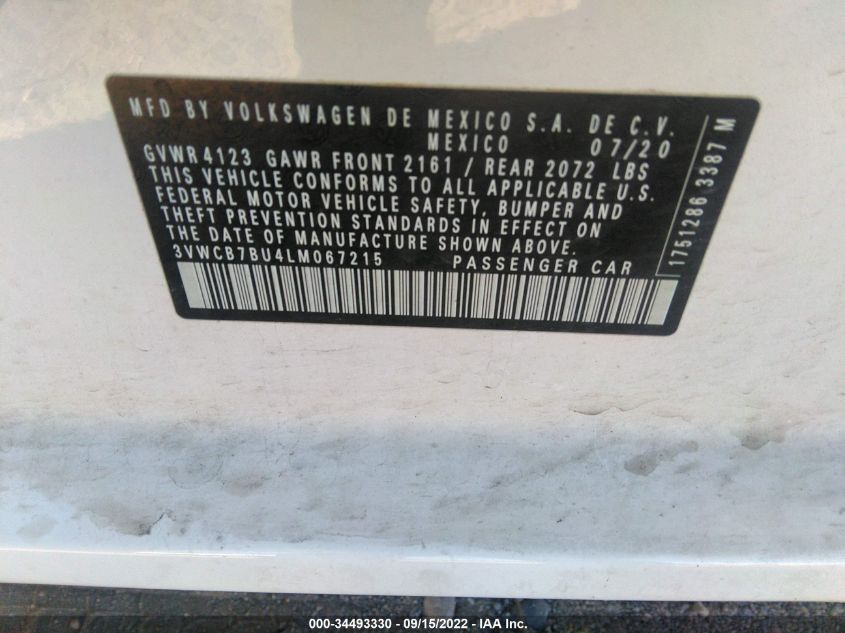 MFD BY VOLKSWAGEN DE MEXICO S.A. DE C.V.
MEXICO 07/20
GVWR 4123 GAWR FRONT 2161 / REAR 2072 LBS
THIS VEHICLE CONFORMS TO ALL APPLICABLE U.S.
FEDERAL MOTOR VEHICLE SAFETY, BUMPER AND
THEFT PREVENTION STANDARDS IN EFFECT ON
THE DATE OF MANUFACTURE SHOWN ABOVE.
3VWCB7BU4LM067215 PASSENGER CAR
1751286 3387 M
000-34493330 - 09/15/2022 - IAA Inc.